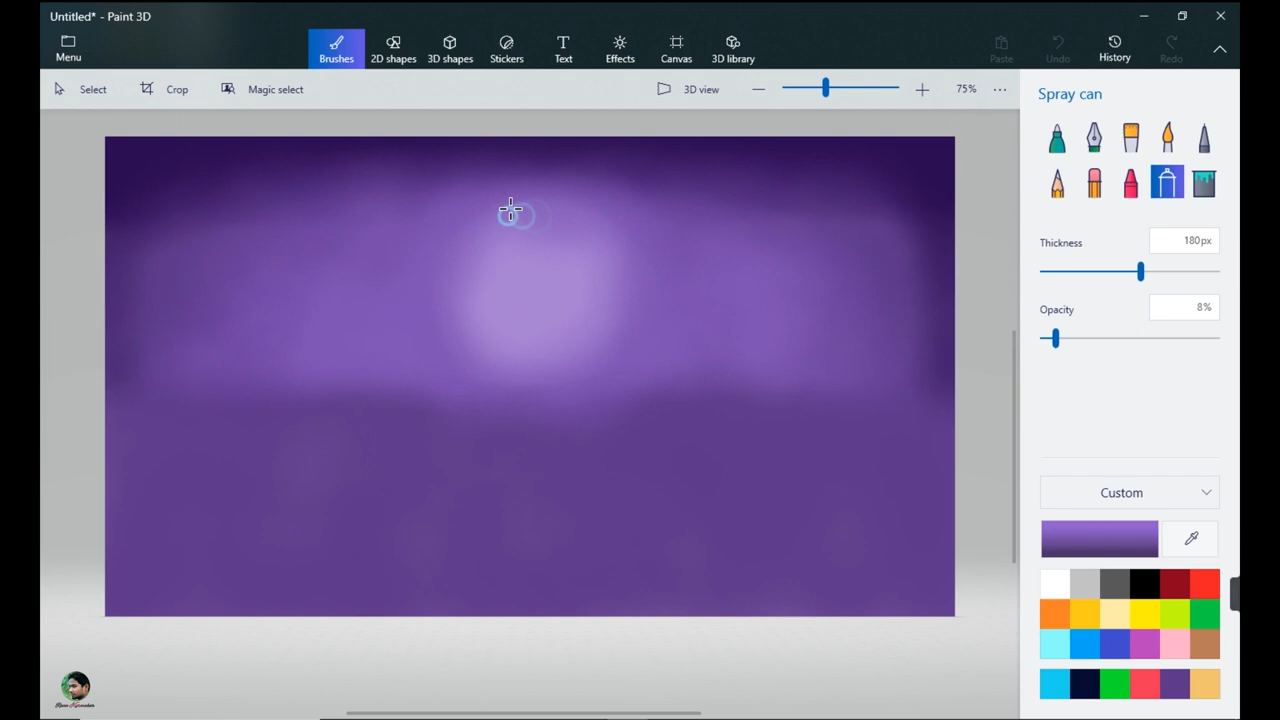 Untitled* - Paint 3D
Menu
Brushes
2D shapes
3D shapes
Stickers
Text
Effects
Canvas
3D library
Paste
Undo
History
Redo
Select
Crop
Magic select
3D view
75%
Spray can
Thickness
180px
Opacity
8%
Custom